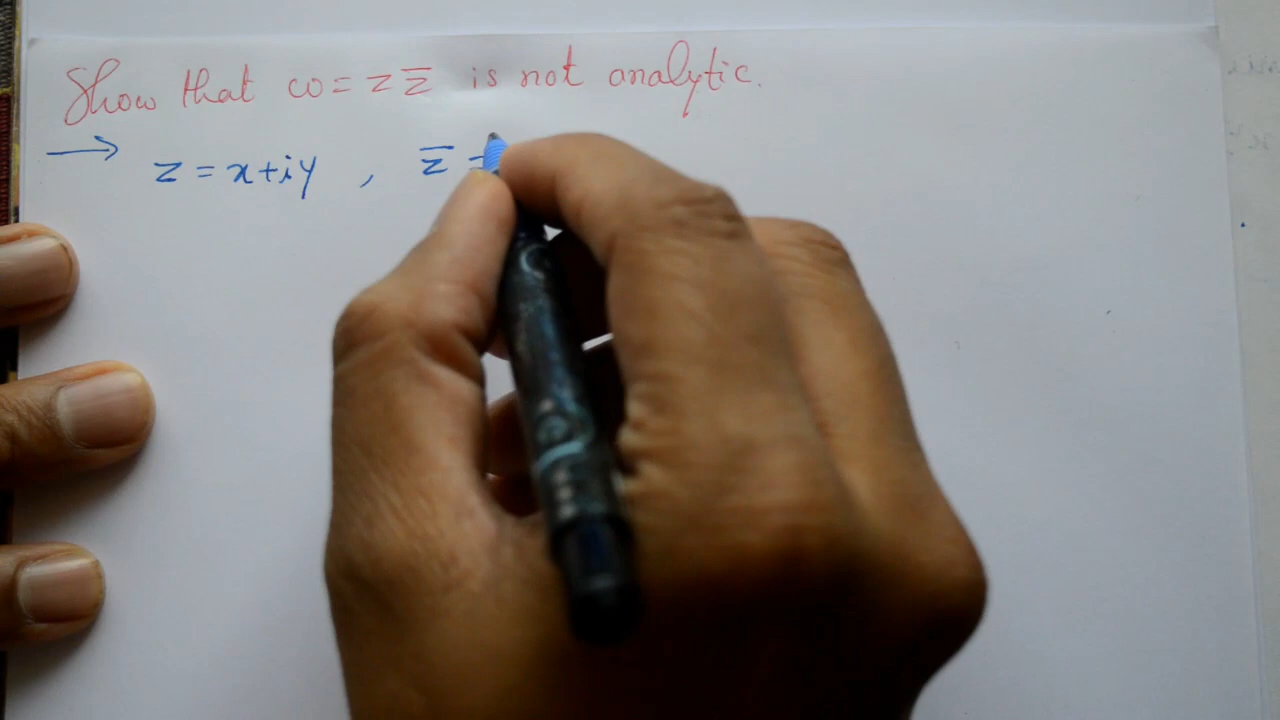 Show that ω = z z̅ is not analytic.
→ z = x+iy , z̅ =